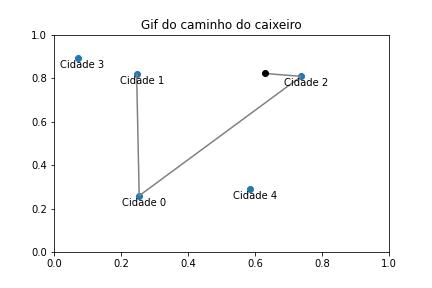 Gif do caminho do caixeiro
1.0
Cidade 3
0.8
Cidade 1
Cidade 2
0.6
0.4
Cidade 4
Cidade 0
0.2
0.0
0.0 0.2 0.4 0.6 0.8 1.0